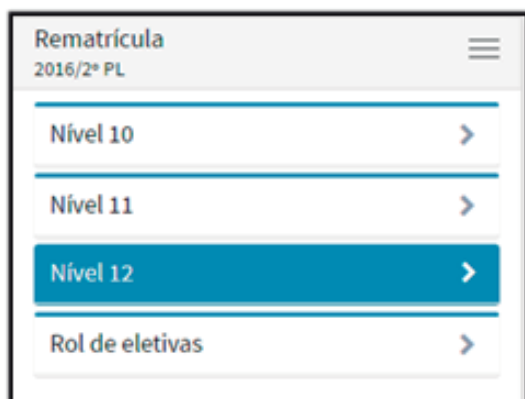 Rematrícula
2016/2º PL
Nível 10
Nível 11
Nível 12
Rol de eletivas